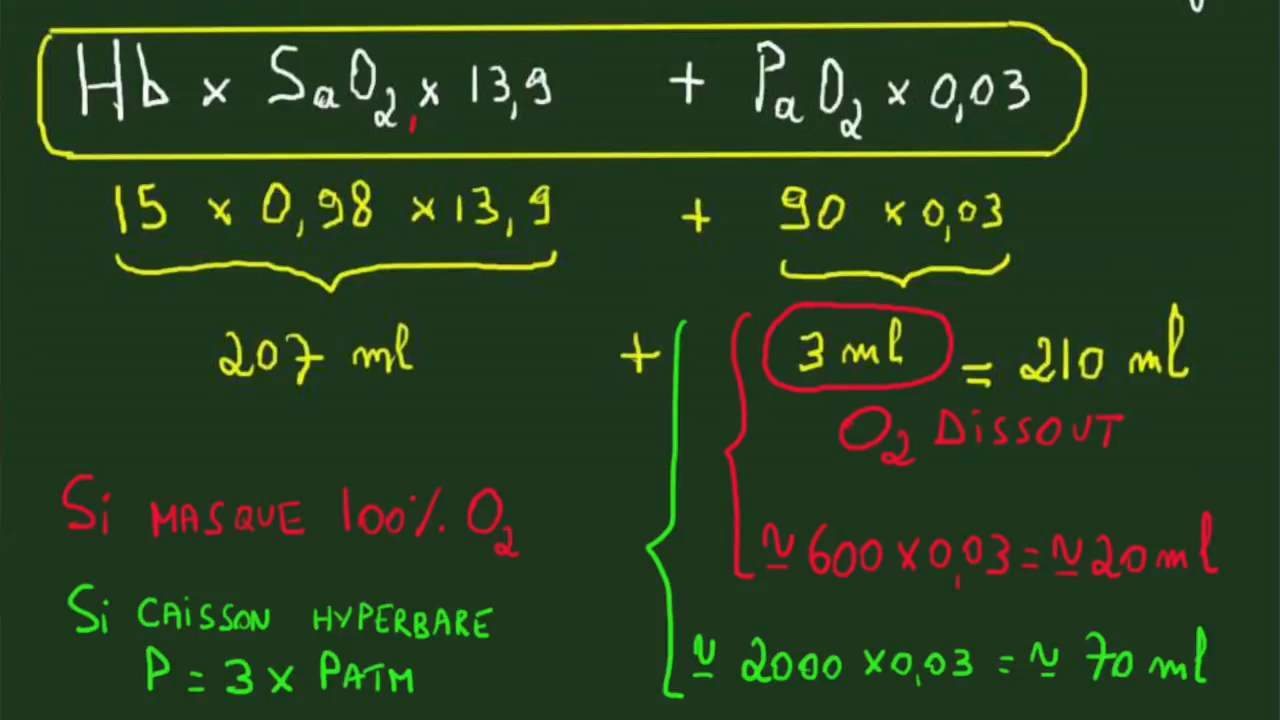 Hb x SaO2, x 13,9 + PaO2 x 0,03
15 x 0,98 x 13,9 + 90 x 0,03
207 ml + 3 ml = 210 ml
O2 DISSOUT
Si MASQUE 100% O2
≃ 600 x 0,03 = ≃ 20 ml
Si CAISSON HYPERBARE
P = 3 x PATM
≃ 2000 x 0,03 = ≃ 70 ml